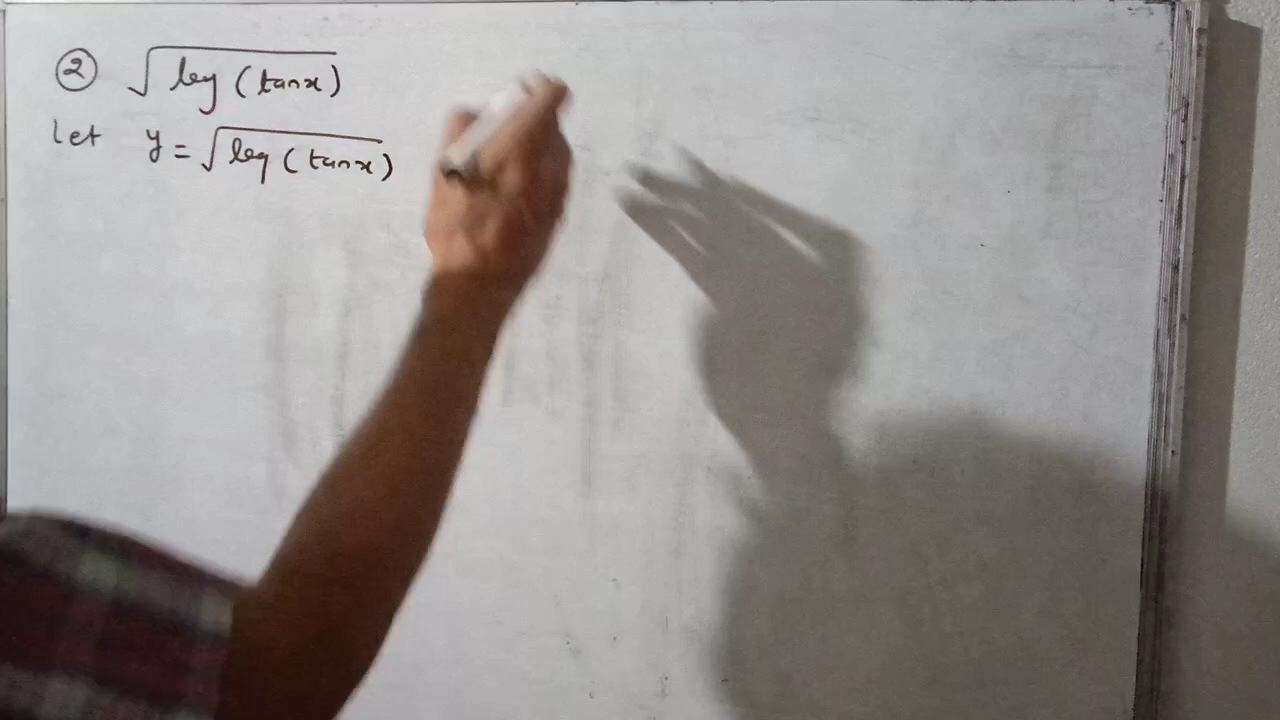 ② √log (tanx)
Let y = √log (tanx)